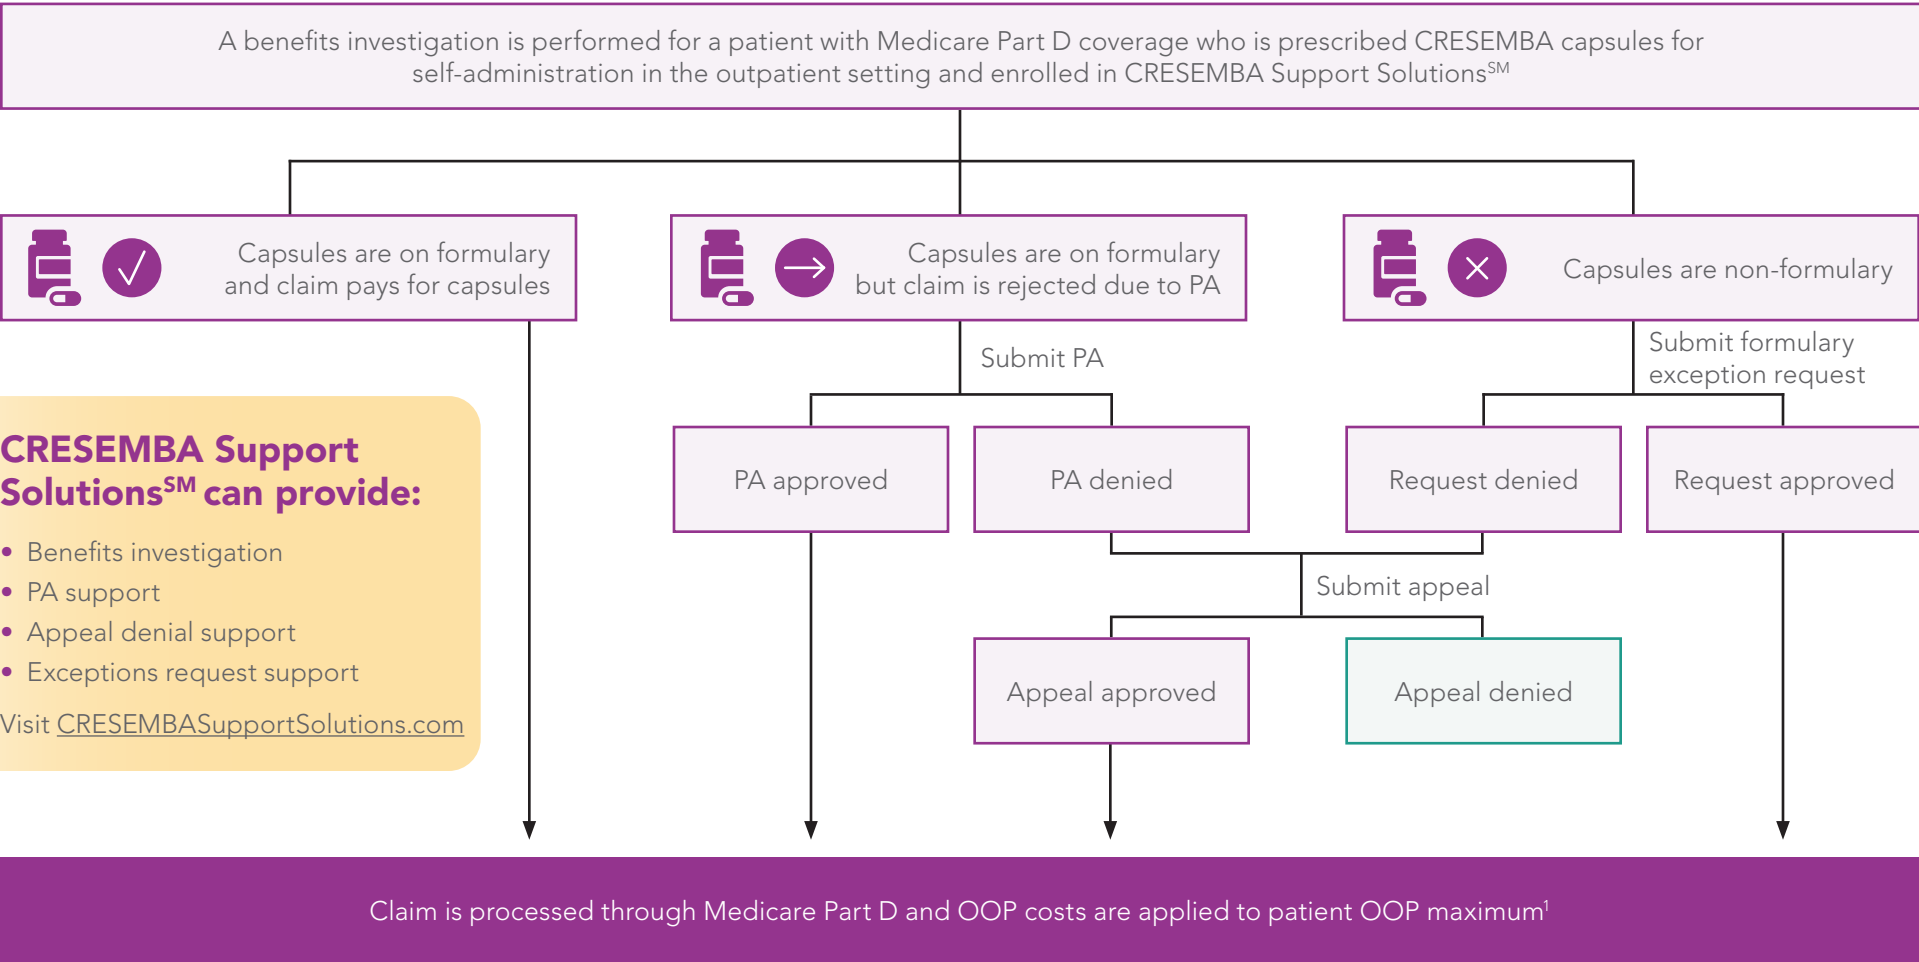 A benefits investigation is performed for a patient with Medicare Part D coverage who is prescribed CRESEMBA capsules for
self-administration in the outpatient setting and enrolled in CRESEMBA Support Solutions℠
Capsules are on formulary
and claim pays for capsules
Capsules are on formulary
but claim is rejected due to PA
Capsules are non-formulary
Submit PA
Submit formulary
exception request
PA approved
PA denied
Request denied
Request approved
Submit appeal
Appeal approved
Appeal denied
CRESEMBA Support
Solutions℠ can provide:
• Benefits investigation
• PA support
• Appeal denial support
• Exceptions request support
Visit CRESEMBASupportSolutions.com
Claim is processed through Medicare Part D and OOP costs are applied to patient OOP maximum¹